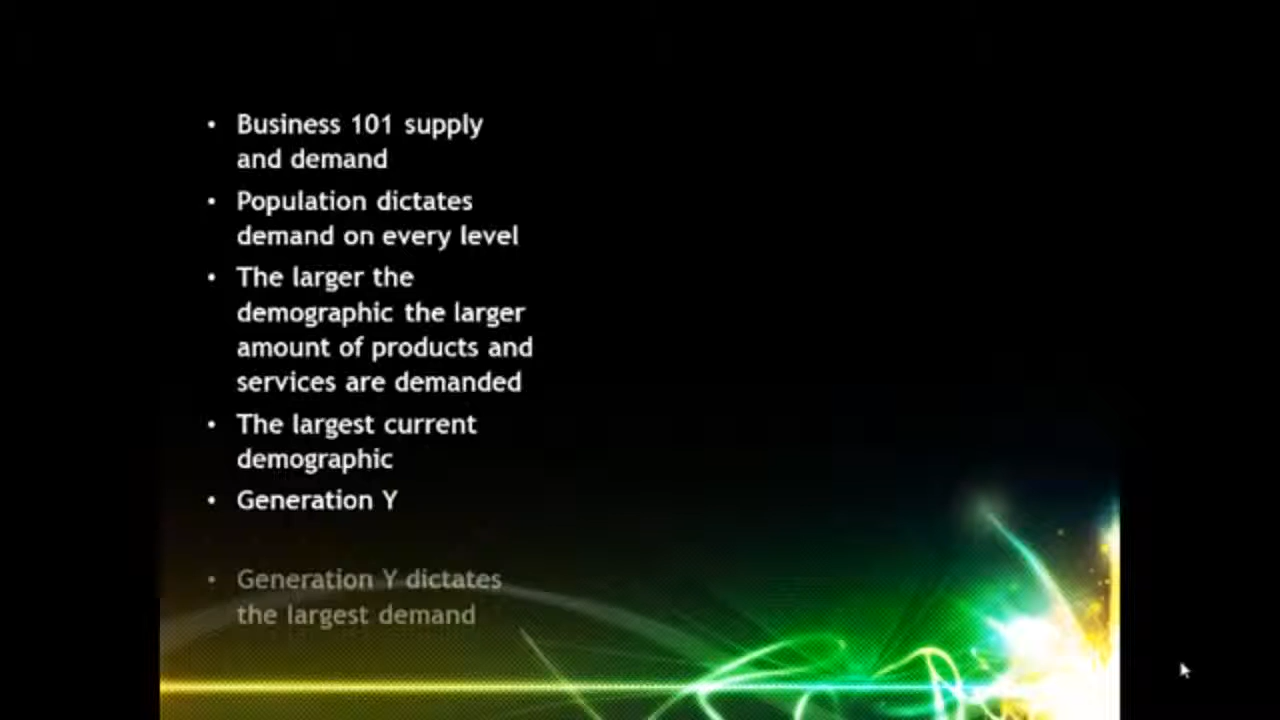 • Business 101 supply
and demand
• Population dictates
demand on every level
• The larger the
demographic the larger
amount of products and
services are demanded
• The largest current
demographic
• Generation Y
• Generation Y dictates
the largest demand